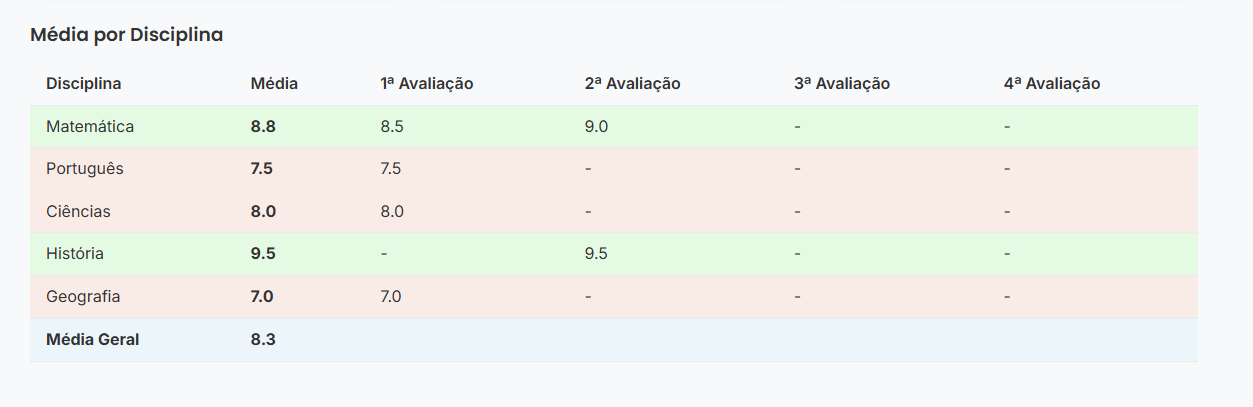 Média por Disciplina
Disciplina Média 1ª Avaliação 2ª Avaliação 3ª Avaliação 4ª Avaliação
Matemática 8.8 8.5 9.0 - -
Português 7.5 7.5 - - -
Ciências 8.0 8.0 - - -
História 9.5 - 9.5 - -
Geografia 7.0 7.0 - - -
Média Geral 8.3